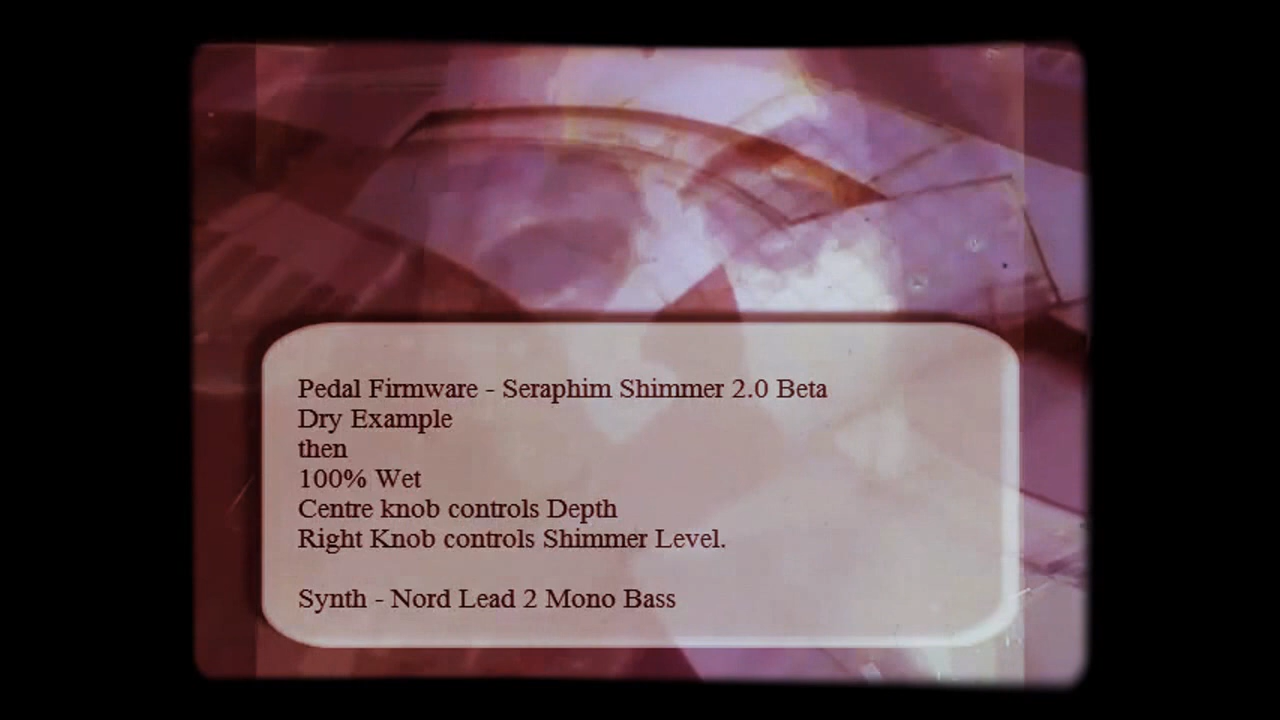 Pedal Firmware - Seraphim Shimmer 2.0 Beta
Dry Example
then
100% Wet
Centre knob controls Depth
Right Knob controls Shimmer Level.
Synth - Nord Lead 2 Mono Bass